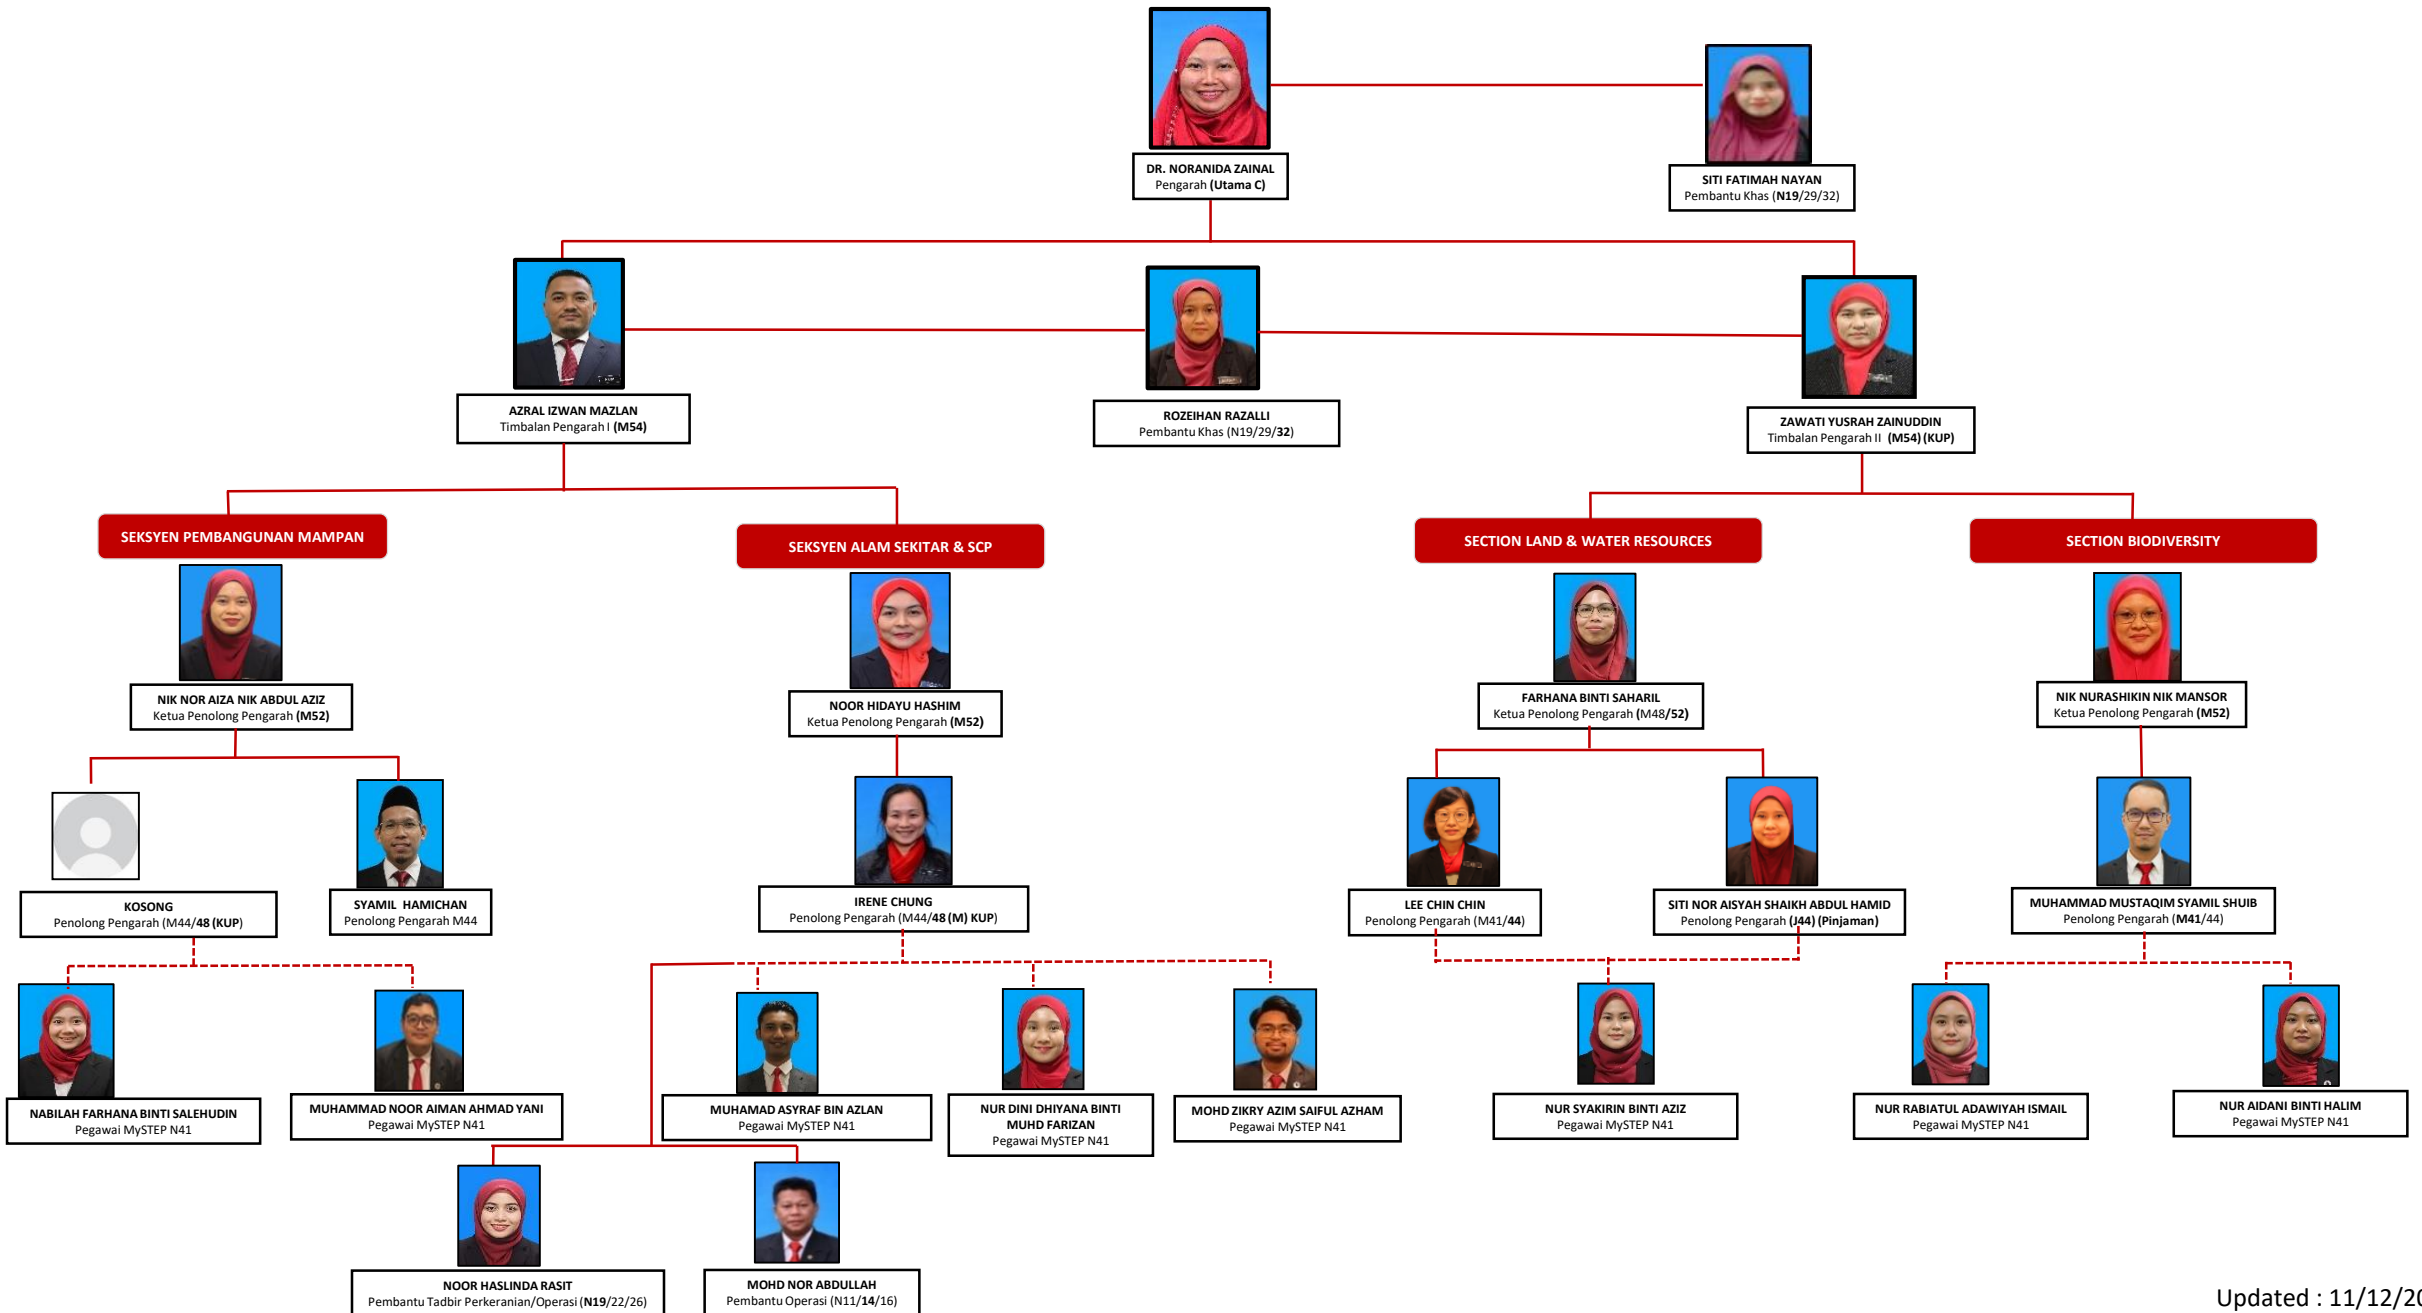 DR. NORANIDA ZAINAL
Pengarah (Utama C)
SITI FATIMAH NAYAN
Pembantu Khas (N19/29/32)
AZRAL IZWAN MAZLAN
Timbalan Pengarah I (M54)
ROZEIHAN RAZALLI
Pembantu Khas (N19/29/32)
ZAWATI YUSRAH ZAINUDDIN
Timbalan Pengarah II (M54) (KUP)
SEKSYEN PEMBANGUNAN MAMPAN
SEKSYEN ALAM SEKITAR & SCP
SECTION LAND & WATER RESOURCES
SECTION BIODIVERSITY
NIK NOR AIZA NIK ABDUL AZIZ
Ketua Penolong Pengarah (M52)
NOOR HIDAYU HASHIM
Ketua Penolong Pengarah (M52)
FARHANA BINTI SAHARIL
Ketua Penolong Pengarah (M48/52)
NIK NURASHIKIN NIK MANSOR
Ketua Penolong Pengarah (M52)
KOSONG
Penolong Pengarah (M44/48 (KUP)
SYAMIL HAMICHAN
Penolong Pengarah M44
IRENE CHUNG
Penolong Pengarah (M44/48 (M) KUP)
LEE CHIN CHIN
Penolong Pengarah (M41/44)
SITI NOR AISYAH SHAIKH ABDUL HAMID
Penolong Pengarah (J44) (Pinjaman)
MUHAMMAD MUSTAQIM SYAMIL SHUIB
Penolong Pengarah (M41/44)
NABILAH FARHANA BINTI SALEHUDIN
Pegawai MySTEP N41
MUHAMMAD NOOR AIMAN AHMAD YANI
Pegawai MySTEP N41
MUHAMAD ASYRAF BIN AZLAN
Pegawai MySTEP N41
NUR DINI DHIYANA BINTI
MUHD FARIZAN
Pegawai MySTEP N41
MOHD ZIKRY AZIM SAIFUL AZHAM
Pegawai MySTEP N41
NUR SYAKIRIN BINTI AZIZ
Pegawai MySTEP N41
NUR RABIATUL ADAWIYAH ISMAIL
Pegawai MySTEP N41
NUR AIDANI BINTI HALIM
Pegawai MySTEP N41
NOOR HASLINDA RASIT
Pembantu Tadbir Perkeranian/Operasi (N19/22/26)
MOHD NOR ABDULLAH
Pembantu Operasi (N11/14/16)
Updated : 11/12/20